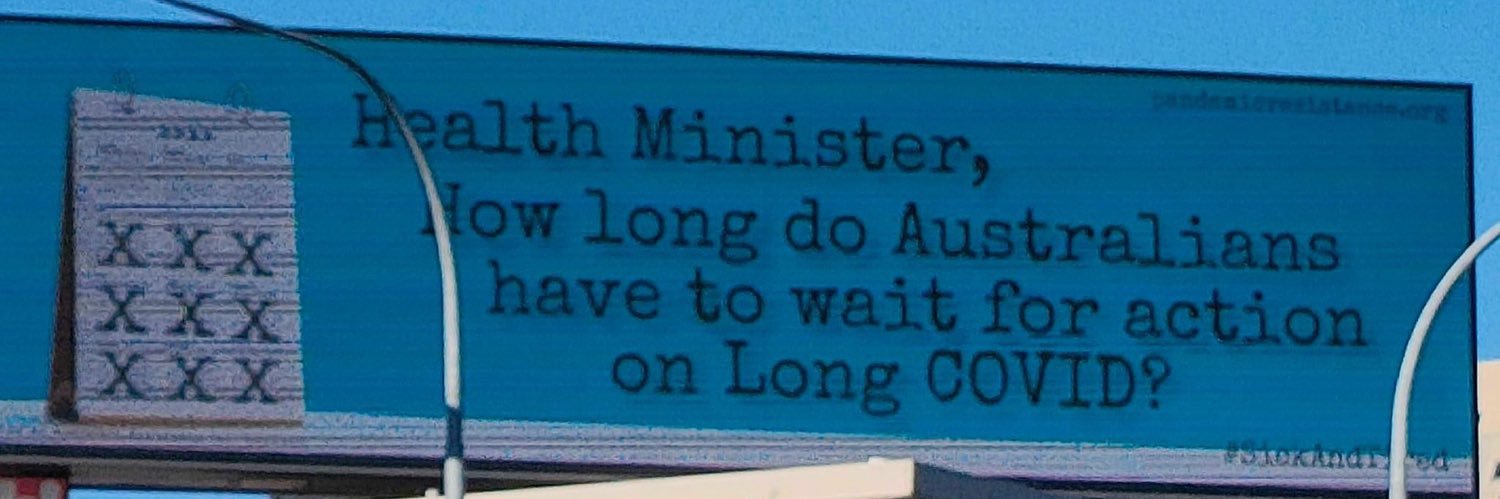 pandemicresistance.org
Health Minister,
How long do Australians
have to wait for action
on Long COVID?
X X X
X X X
X X X
#SickAndTired